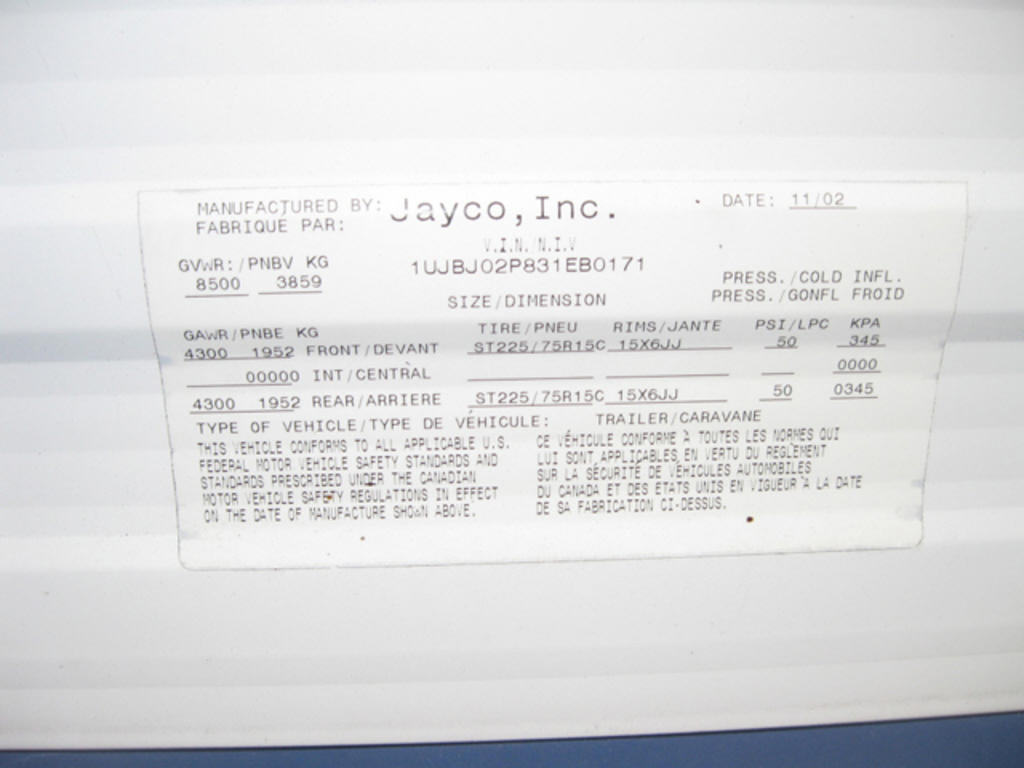 MANUFACTURED BY: Jayco, Inc. DATE: 11/02
FABRIQUE PAR:
V.I.N./N.I.V
GVWR:/PNBV KG 1UJBJ02P831EB0171
8500 3859 PRESS./COLD INFL.
SIZE/DIMENSION PRESS./GONFL FROID
GAWR/PNBE KG TIRE/PNEU RIMS/JANTE PSI/LPC KPA
4300 1952 FRONT/DEVANT ST225/75R15C 15X6JJ 50 345
00000 INT/CENTRAL 0000
4300 1952 REAR/ARRIERE ST225/75R15C 15X6JJ 50 0345
TYPE OF VEHICLE/TYPE DE VÉHICULE: TRAILER/CARAVANE
THIS VEHICLE CONFORMS TO ALL APPLICABLE U.S.
FEDERAL MOTOR VEHICLE SAFETY STANDARDS AND
STANDARDS PRESCRIBED UNDER THE CANADIAN
MOTOR VEHICLE SAFETY REGULATIONS IN EFFECT
ON THE DATE OF MANUFACTURE SHOWN ABOVE.
CE VÉHICULE CONFORME À TOUTES LES NORMES QUI
LUI SONT APPLICABLES EN VERTU DU REGLEMENT
SUR LA SÉCURITÉ DE VEHICULES AUTOMOBILES
DU CANADA ET DES ETATS UNIS EN VIGUEUR À LA DATE
DE SA FABRICATION CI-DESSUS.